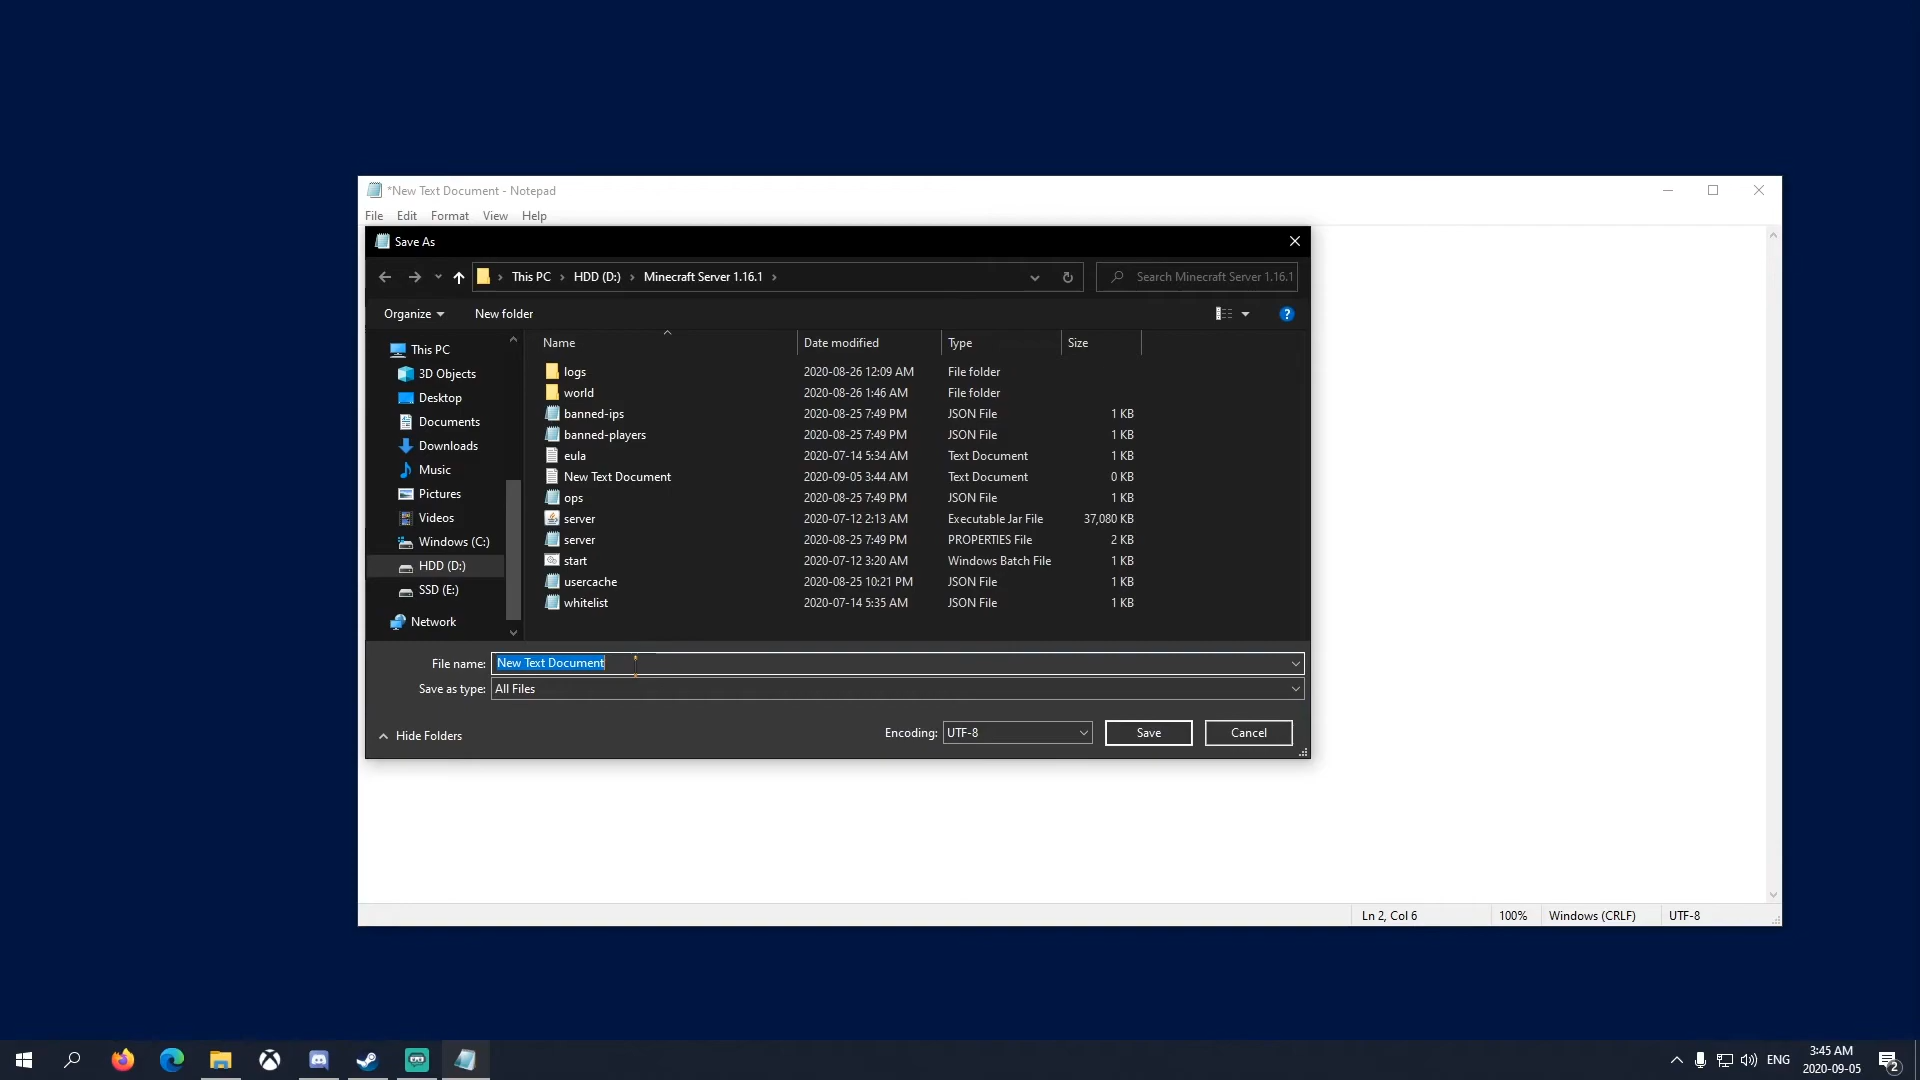 *New Text Document - Notepad
File Edit Format View Help
Save As
This PC HDD (D:) Minecraft Server 1.16.1
Search Minecraft Server 1.16.1
Organize New folder
Name Date modified Type Size
This PC
3D Objects
Desktop
Documents
Downloads
Music
Pictures
Videos
Windows (C:)
HDD (D:)
SSD (E:)
Network
logs 2020-08-26 12:09 AM File folder
world 2020-08-26 1:46 AM File folder
banned-ips 2020-08-25 7:49 PM JSON File 1 KB
banned-players 2020-08-25 7:49 PM JSON File 1 KB
eula 2020-07-14 5:34 AM Text Document 1 KB
New Text Document 2020-09-05 3:44 AM Text Document 0 KB
ops 2020-08-25 7:49 PM JSON File 1 KB
server 2020-07-12 2:13 AM Executable Jar File 37,080 KB
server 2020-08-25 7:49 PM PROPERTIES File 2 KB
start 2020-07-12 3:20 AM Windows Batch File 1 KB
usercache 2020-08-25 10:21 PM JSON File 1 KB
whitelist 2020-07-14 5:35 AM JSON File 1 KB
File name: New Text Document
Save as type: All Files
Hide Folders
Encoding: UTF-8 Save Cancel
Ln 2, Col 6 100% Windows (CRLF) UTF-8
ENG
3:45 AM
2020-09-05
2